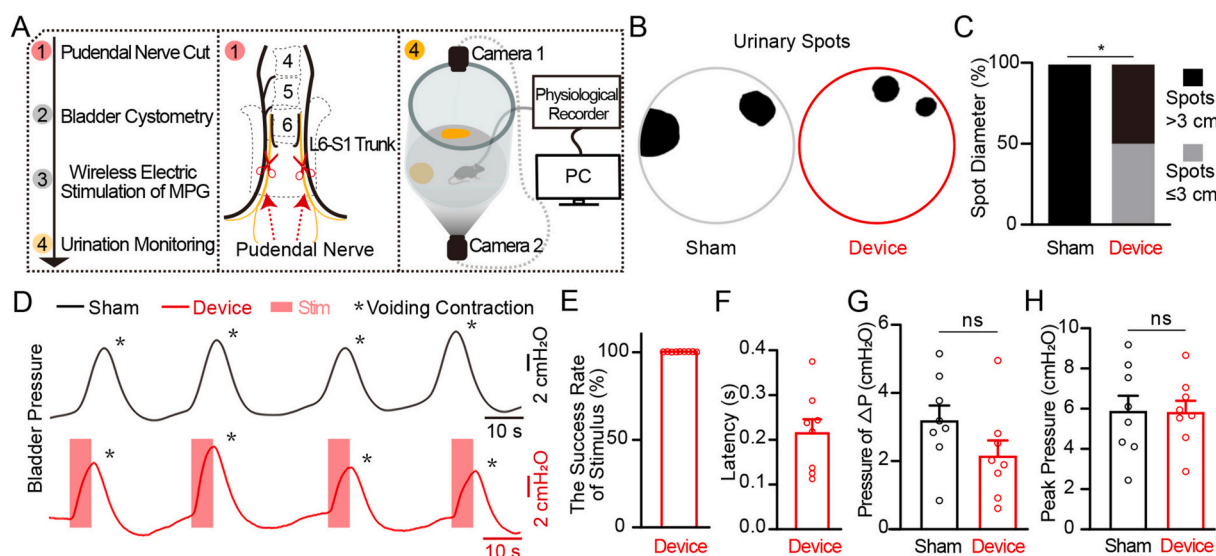 A
1
Pudendal Nerve Cut
2
Bladder Cystometry
3
Wireless Electric
Stimulation of MPG
4
Urination Monitoring
1
4
5
6
L6-S1 Trunk
Pudendal Nerve
4
Camera 1
Physiological
Recorder
PC
Camera 2
B
Urinary Spots
Sham
Device
C
Spot Diameter (%)
100
50
0
*
Sham
Device
Spots
>3 cm
Spots
≤3 cm
D
Sham
Device
Stim
*Voiding Contraction
Bladder Pressure
* * * *
2 cmH₂O
10 s
* * * *
2 cmH₂O
10 s
E
The Success Rate
of Stimulus (%)
100
50
0
Device
F
Latency (s)
0.4
0.3
0.2
0.1
0.0
Device
G
Pressure of △P (cmH₂O)
ns
6
4
2
0
Sham
Device
H
Peak Pressure (cmH₂O)
ns
10
8
6
4
2
0
Sham
Device